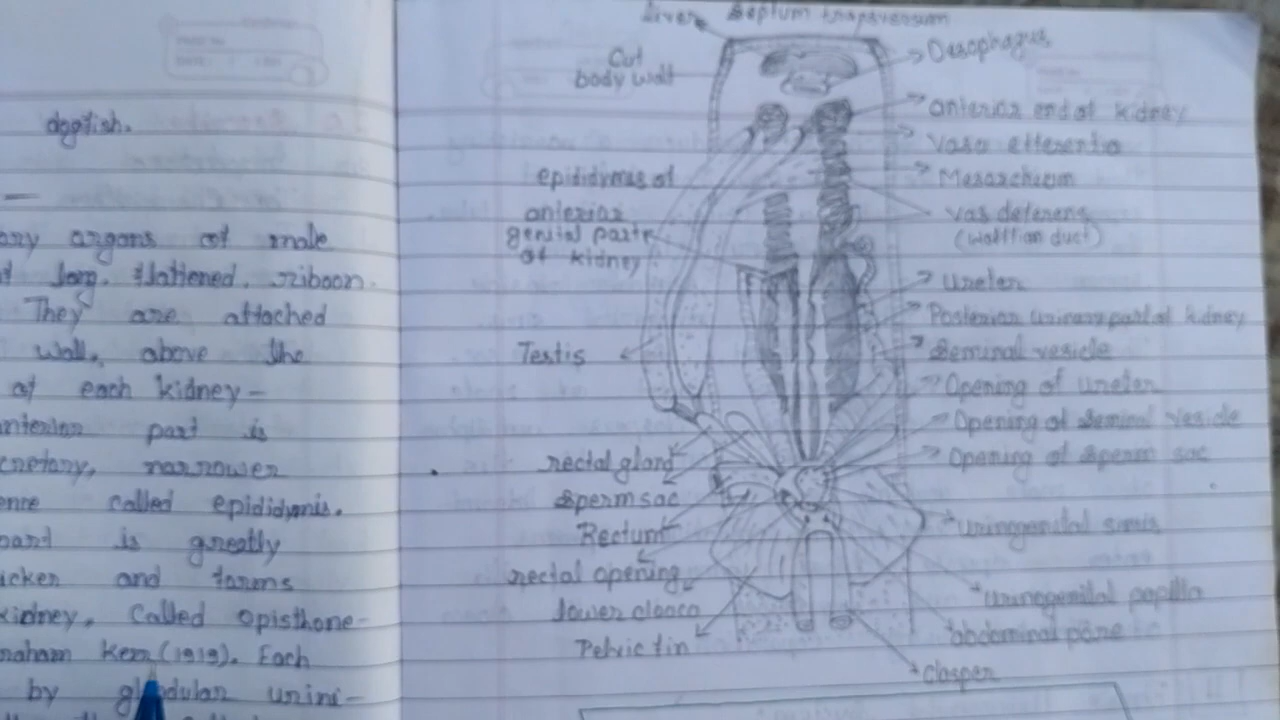 dogfish.
ary organs of male
long, flattened, riboon
They are attached
wall, above the
of each kidney-
nterior part is
cretary, narrower
ence called epididymis.
part is greatly
icker and forms
kidney, Called Opisthone-
raham Kerr (1919). Each
by glandular urini-
Liver Septum transversum
Cut
body wall
Oesophagus
anterior end of kidney
Vasa efferentia
Mesorchium
epididymis of
anterior
genital parts
of kidney
vas deferens
(wolffian duct)
Ureter
Posterior urinary part of kidney
Testis
Seminal vesicle
Opening of Ureter
Opening of Seminal vesicle
Opening of Sperm sac
rectal gland
Sperm sac
Rectum
rectal opening
lower cloaca
Pelvic fin
Urinogenital sinus
Urinogenital papilla
abdominal pore
Clasper